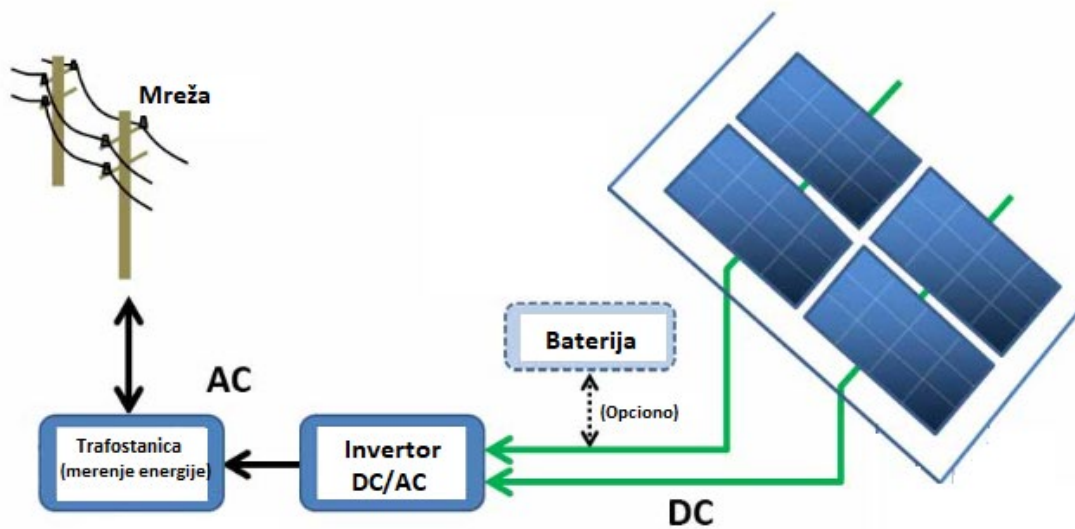 Mreža
Baterija
(Opciono)
AC
Trafostanica
(merenje energije)
Invertor
DC/AC
DC